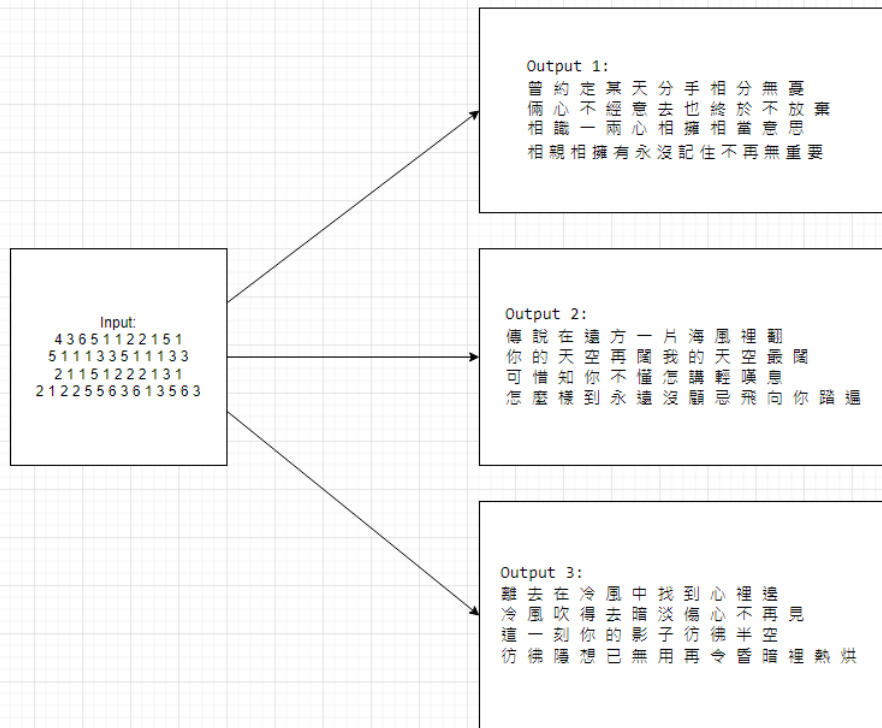 Input:
4 3 6 5 1 1 2 2 1 5 1
5 1 1 1 3 3 5 1 1 1 3 3
2 1 1 5 1 2 2 2 1 3 1
2 1 2 2 5 5 6 3 6 1 3 5 6 3
Output 1:
曾 約 定 某 天 分 手 相 分 無 憂
倆 心 不 經 意 去 也 終 於 不 放 棄
相 識 一 兩 心 相 擁 相 當 意 思
相 親 相 擁 有 永 沒 記 住 不 再 無 重 要
Output 2:
傳 說 在 遠 方 一 片 海 風 裡 翻
你 的 天 空 再 闊 我 的 天 空 最 闊
可 惜 知 你 不 懂 怎 講 輕 嘆 息
怎 麼 樣 到 永 遠 沒 顧 忌 飛 向 你 踏 遍
Output 3:
離 去 在 冷 風 中 找 到 心 裡 邊
冷 風 吹 得 去 暗 淡 傷 心 不 再 見
這 一 刻 你 的 影 子 彷 彿 半 空
彷 彿 隱 想 已 無 用 再 令 昏 暗 裡 熱 烘